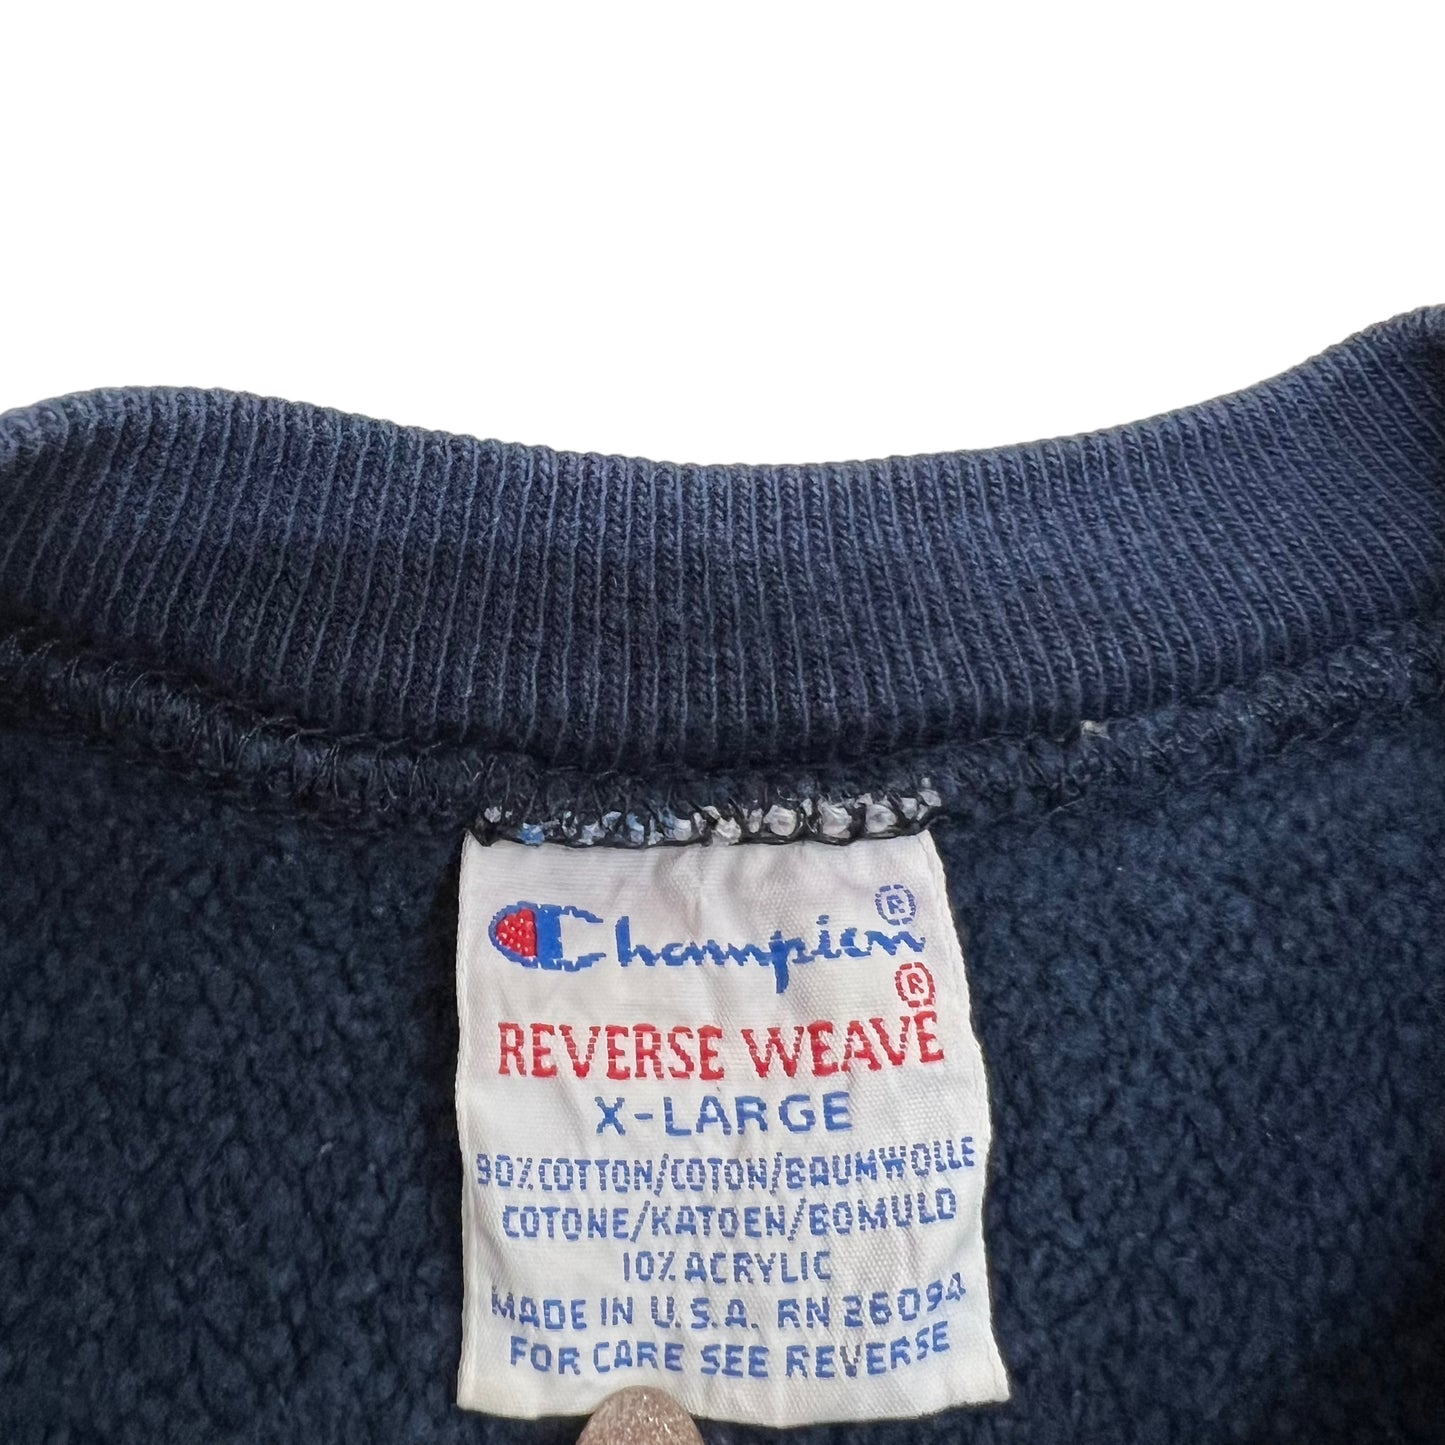 Champion®
REVERSE WEAVE®
X-LARGE
90% COTTON/COTON/BAUMWOLLE
COTONE/KATOEN/BOMULD
10% ACRYLIC
MADE IN U.S.A. RN 26094
FOR CARE SEE REVERSE